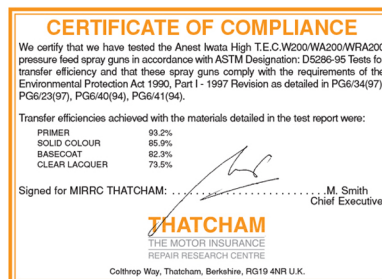 CERTIFICATE OF COMPLIANCE
We certify that we have tested the Anest Iwata High T.E.C.W200/WA200/WRA200
pressure feed spray guns in accordance with ASTM Designation: D5286-95 Tests fo
transfer efficiency and that these spray guns comply with the requirements of the
Environmental Protection Act 1990, Part I - 1997 Revision as detailed in PG6/34(97)
PG6/23(97), PG6/40(94), PG6/41(94).
Transfer efficiencies achieved with the materials detailed in the test report were:
PRIMER 93.2%
SOLID COLOUR 85.9%
BASECOAT 82.3%
CLEAR LACQUER 73.5%
Signed for MIRRC THATCHAM: ........................ .M. Smith
Chief Executive
THATCHAM
THE MOTOR INSURANCE
REPAIR RESEARCH CENTRE
Colthrop Way, Thatcham, Berkshire, RG19 4NR U.K.